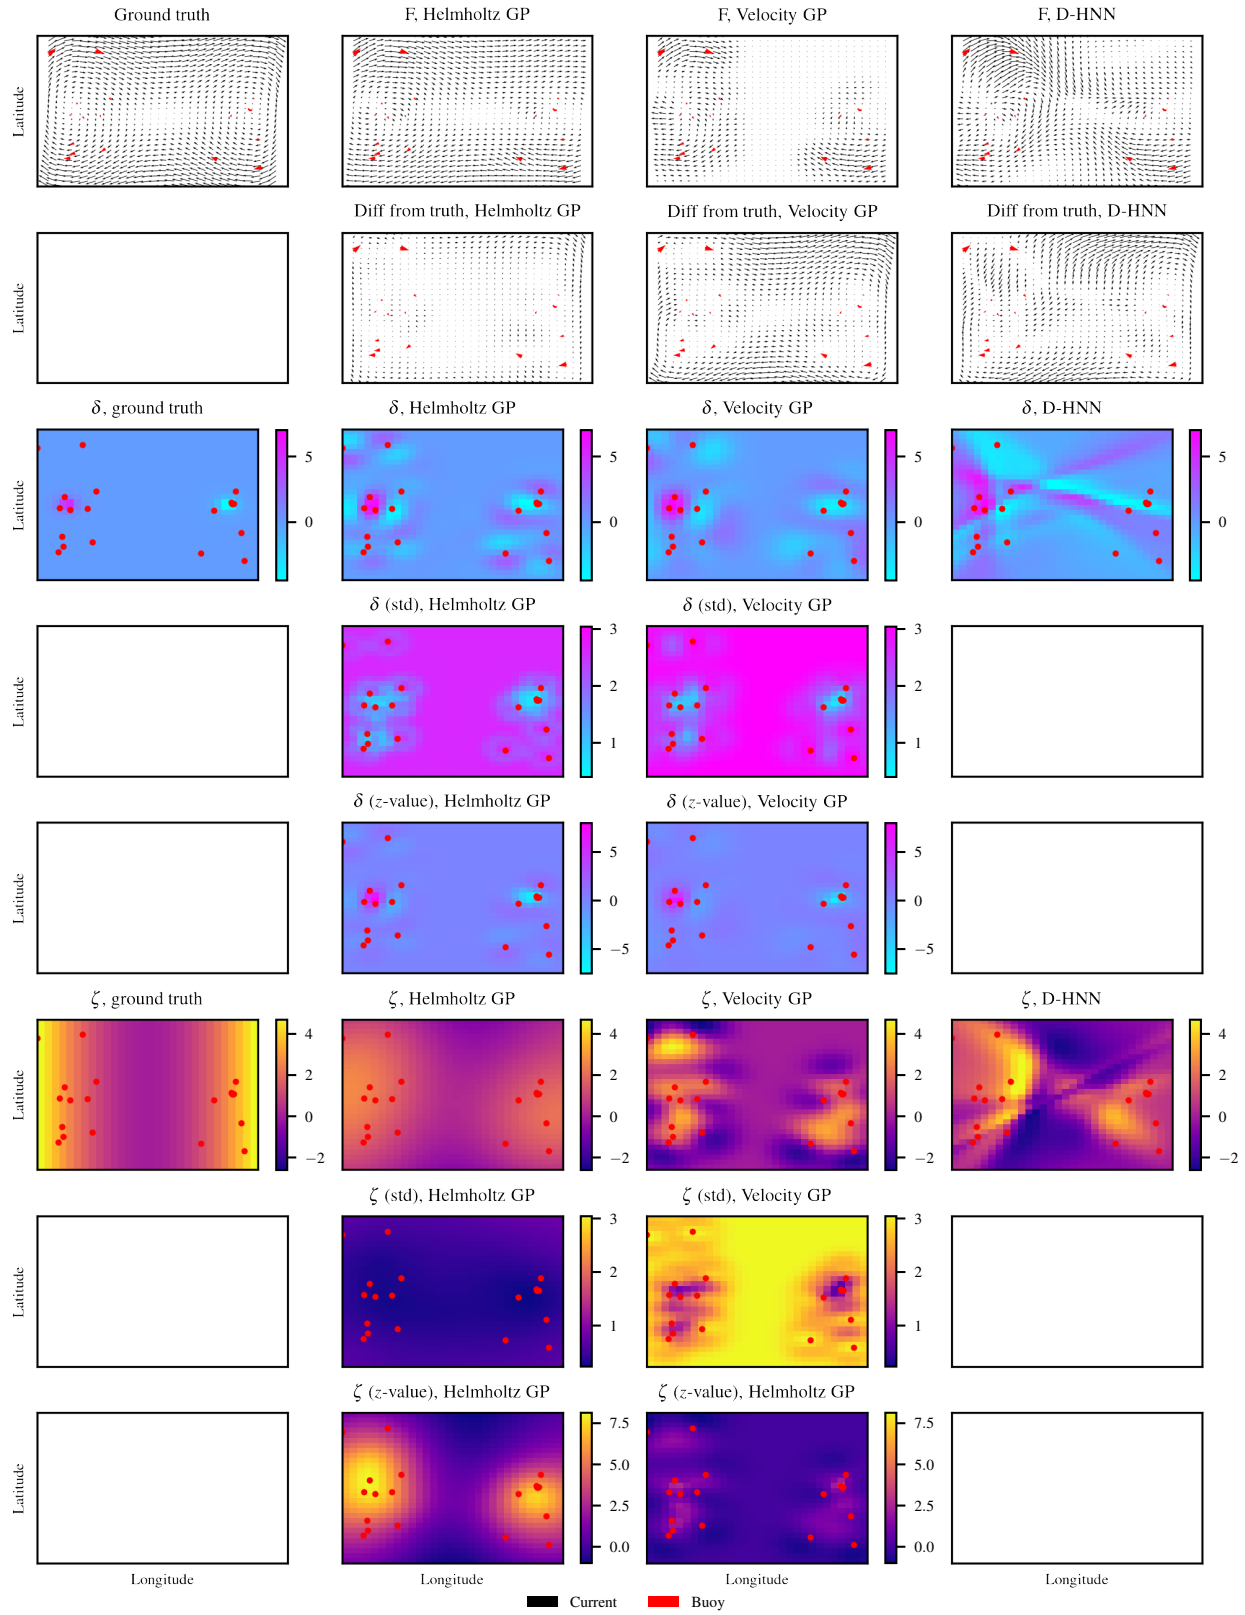 Ground truth
F, Helmholtz GP
F, Velocity GP
F, D-HNN
Latitude
Diff from truth, Helmholtz GP
Diff from truth, Velocity GP
Diff from truth, D-HNN
Latitude
δ, ground truth
δ, Helmholtz GP
δ, Velocity GP
δ, D-HNN
Latitude
5
0
5
0
5
0
5
0
δ (std), Helmholtz GP
δ (std), Velocity GP
Latitude
3
2
1
3
2
1
δ (z-value), Helmholtz GP
δ (z-value), Velocity GP
Latitude
5
0
−5
5
0
−5
ζ, ground truth
ζ, Helmholtz GP
ζ, Velocity GP
ζ, D-HNN
Latitude
4
2
0
−2
4
2
0
−2
4
2
0
−2
4
2
0
−2
ζ (std), Helmholtz GP
ζ (std), Velocity GP
Latitude
3
2
1
3
2
1
ζ (z-value), Helmholtz GP
ζ (z-value), Helmholtz GP
Latitude
7.5
5.0
2.5
0.0
7.5
5.0
2.5
0.0
Longitude
Longitude
Longitude
Longitude
Current
Buoy